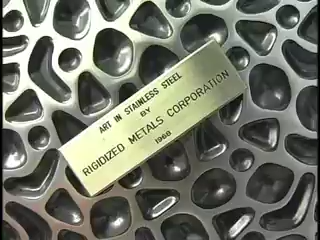 ART IN STAINLESS STEEL
BY
RIGIDIZED METALS CORPORATION
1968